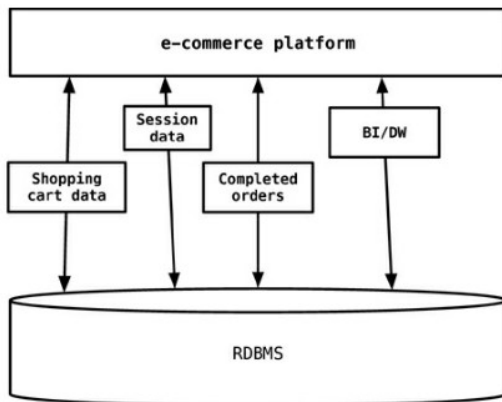 e-commerce platform
Session
data
BI/DW
Shopping
cart data
Completed
orders
RDBMS